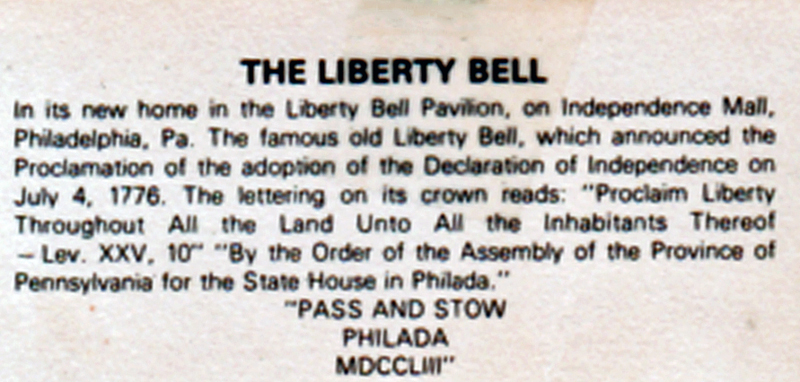 THE LIBERTY BELL
In its new home in the Liberty Bell Pavilion, on Independence Mall,
Philadelphia, Pa. The famous old Liberty Bell, which announced the
Proclamation of the adoption of the Declaration of Independence on
July 4, 1776. The lettering on its crown reads: "Proclaim Liberty
Throughout All the Land Unto All the Inhabitants Thereof
– Lev. XXV, 10" "By the Order of the Assembly of the Province of
Pennsylvania for the State House in Philada."
"PASS AND STOW
PHILADA
MDCCLIII"